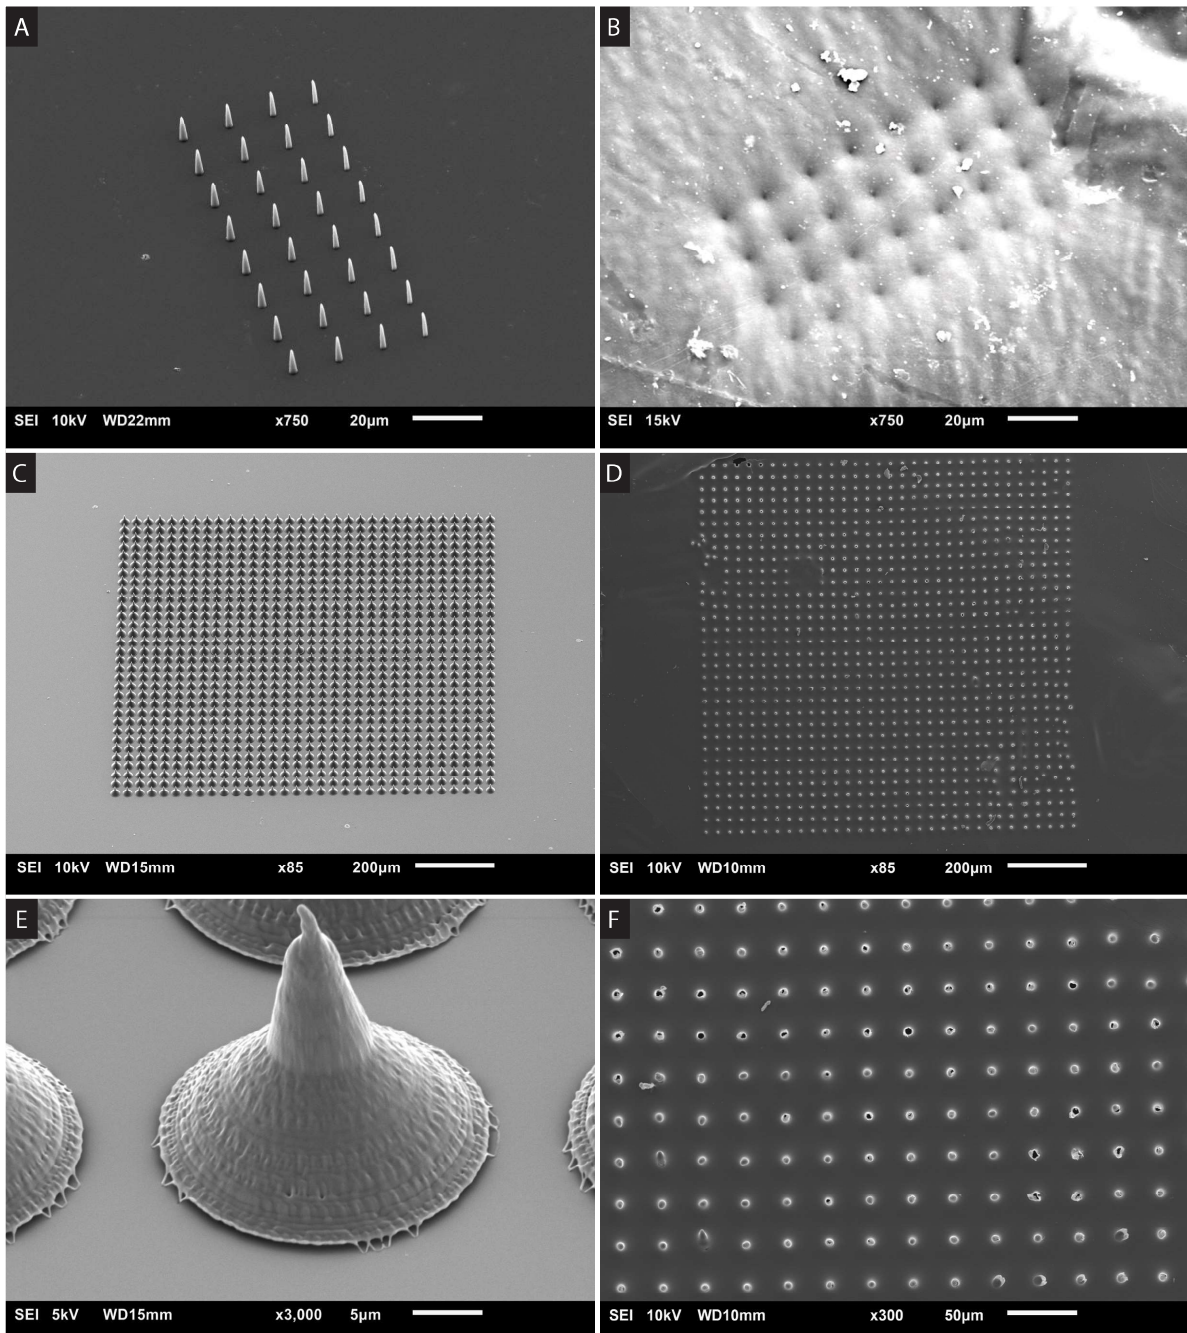 A
SEI 10kV WD22mm x750 20µm
B
SEI 15kV x750 20µm
C
SEI 10kV WD15mm x85 200µm
D
SEI 10kV WD10mm x85 200µm
E
SEI 5kV WD15mm x3,000 5µm
F
SEI 10kV WD10mm x300 50µm